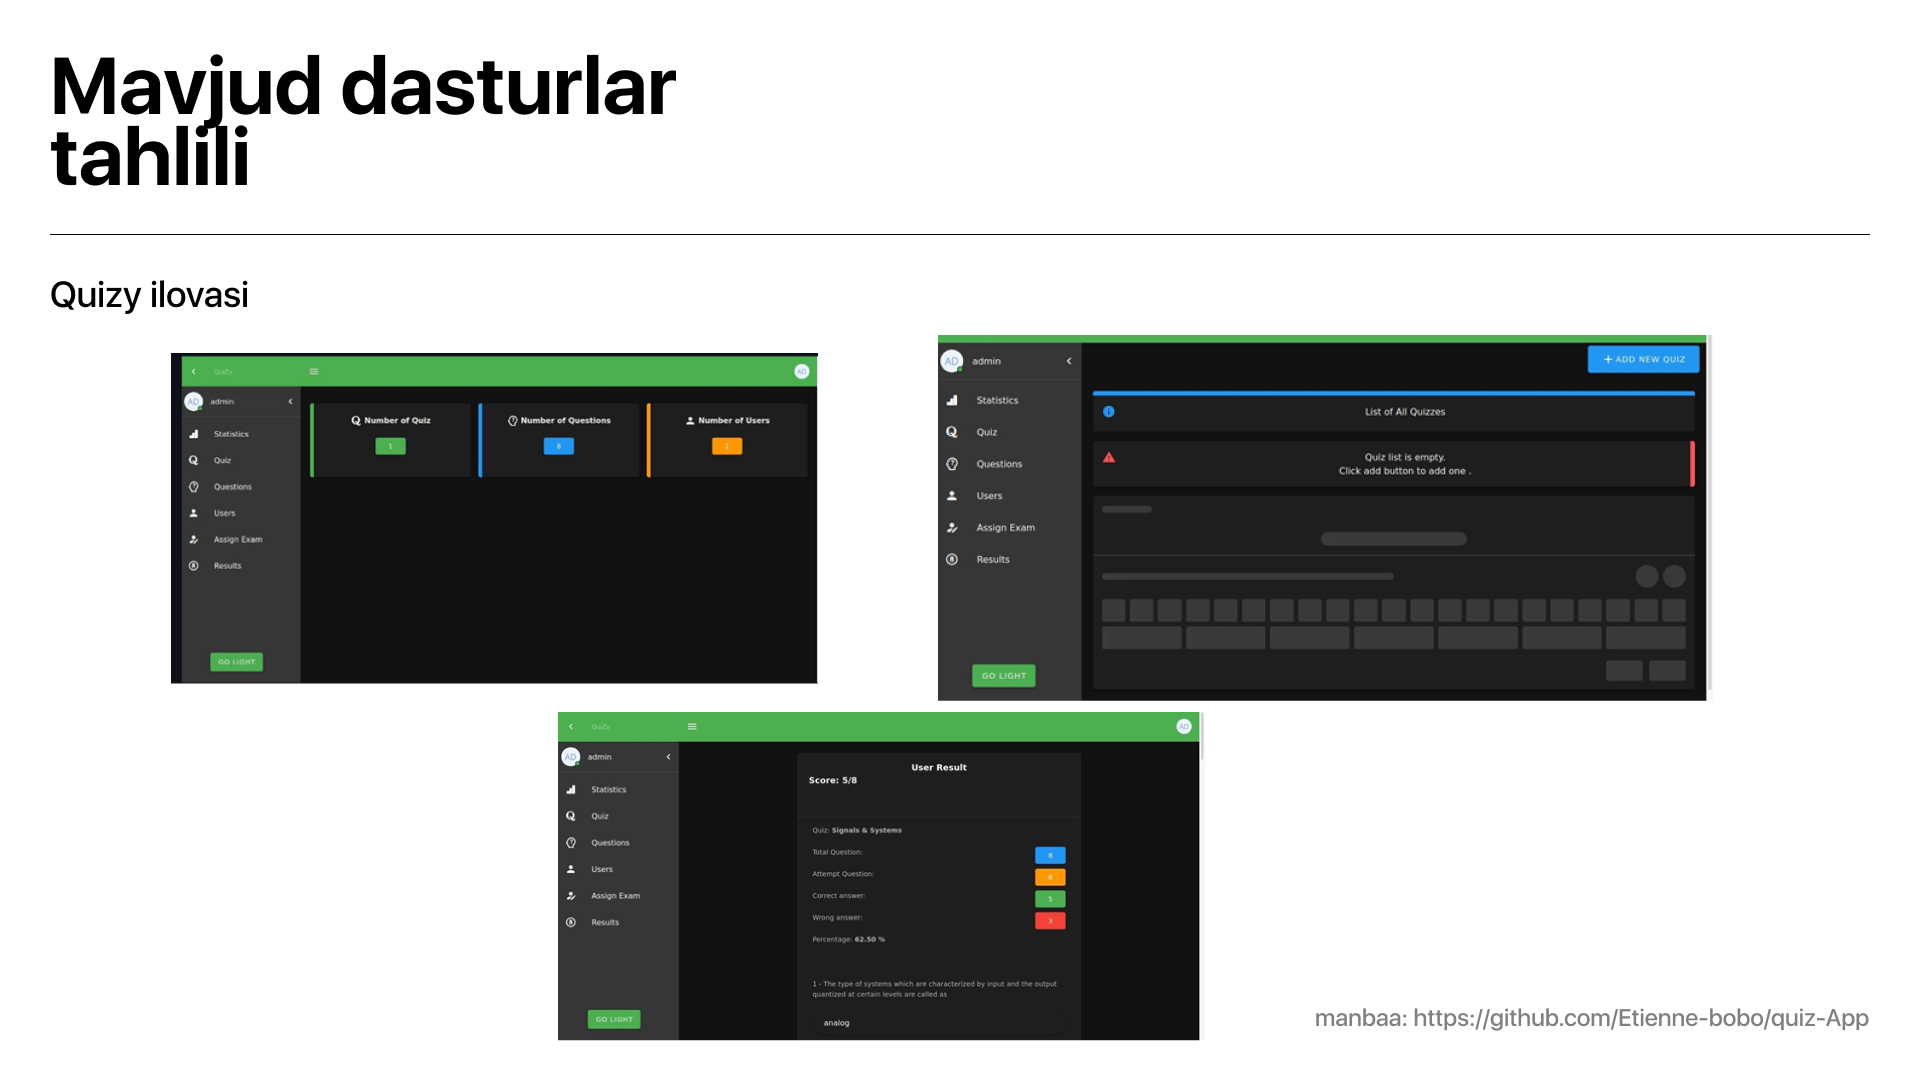 Mavjud dasturlar
tahlili
Quizy ilovasi
QuiZy
AD
admin
Statistics
Quiz
Questions
Users
Assign Exam
Results
GO LIGHT
Number of Quiz
1
Number of Questions
8
Number of Users
AD
AD
admin
Statistics
Quiz
Questions
Users
Assign Exam
Results
GO LIGHT
+ ADD NEW QUIZ
List of All Quizzes
Quiz list is empty.
Click add button to add one .
QuiZy
AD
AD
admin
Statistics
Quiz
Questions
Users
Assign Exam
Results
GO LIGHT
User Result
Score: 5/8
Quiz: Signals & Systems
Total Question:
8
Attempt Question:
8
Correct answer:
5
Wrong answer:
3
Percentage: 62.50 %
1 - The type of systems which are characterized by input and the output
quantized at certain levels are called as
analog
manbaa: https://github.com/Etienne-bobo/quiz-App